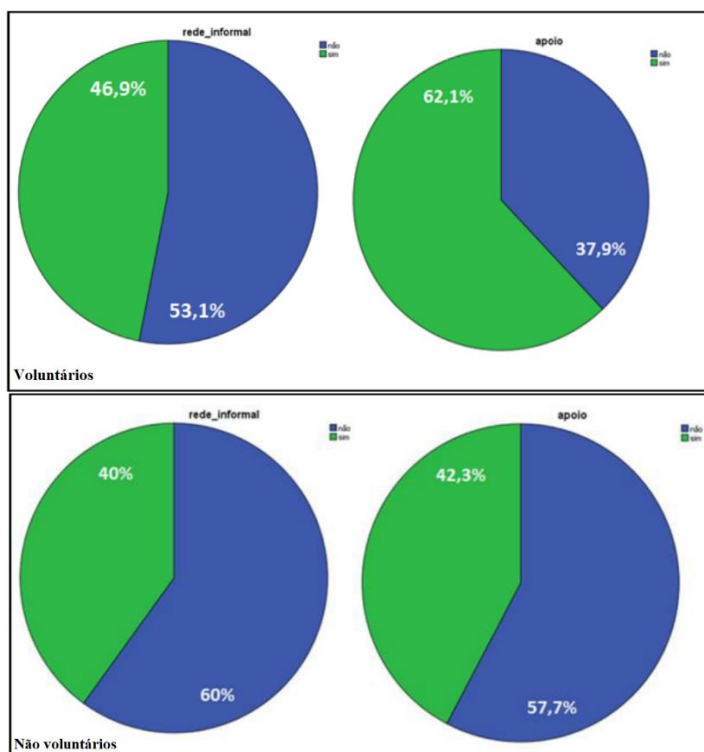 rede_informal
não
sim
46,9%
53,1%
apoio
não
sim
62,1%
37,9%
Voluntários
rede_informal
não
sim
40%
60%
apoio
não
sim
42,3%
57,7%
Não voluntários